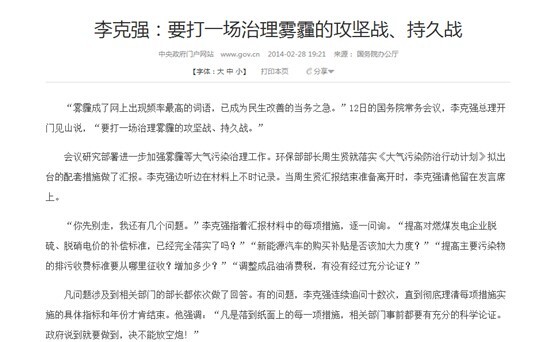 李克强：要打一场治理雾霾的攻坚战、持久战
中央政府门户网站 www.gov.cn 2014-02-28 19:21 来源： 国务院办公厅
【字体：大 中 小】 打印本页 分享
“雾霾成了网上出现频率最高的词语，已成为民生改善的当务之急。”12日的国务院常务会议，李克强总理开
门见山说，“要打一场治理雾霾的攻坚战、持久战。”
会议研究部署进一步加强雾霾等大气污染治理工作。环保部部长周生贤就落实《大气污染防治行动计划》拟出
台的配套措施做了汇报。李克强边听边在材料上不时记录。当周生贤汇报结束准备离开时，李克强请他留在发言席
上。
“你先别走，我还有几个问题。”李克强指着汇报材料中的每项措施，逐一问询。“提高对燃煤发电企业脱
硫、脱硝电价的补偿标准，已经完全落实了吗？”“新能源汽车的购买补贴是否该加大力度？”“提高主要污染物
的排污收费标准要从哪里征收？增加多少？”“调整成品油消费税，有没有经过充分论证？”
凡问题涉及到相关部门的部长都依次做了回答。有的问题，李克强连续追问十数次，直到彻底理清每项措施实
施的具体指标和年份才肯结束。他强调：“凡是落到纸面上的每一项措施，相关部门事前都要有充分的科学论证。
政府说到就要做到，决不能放空炮！”